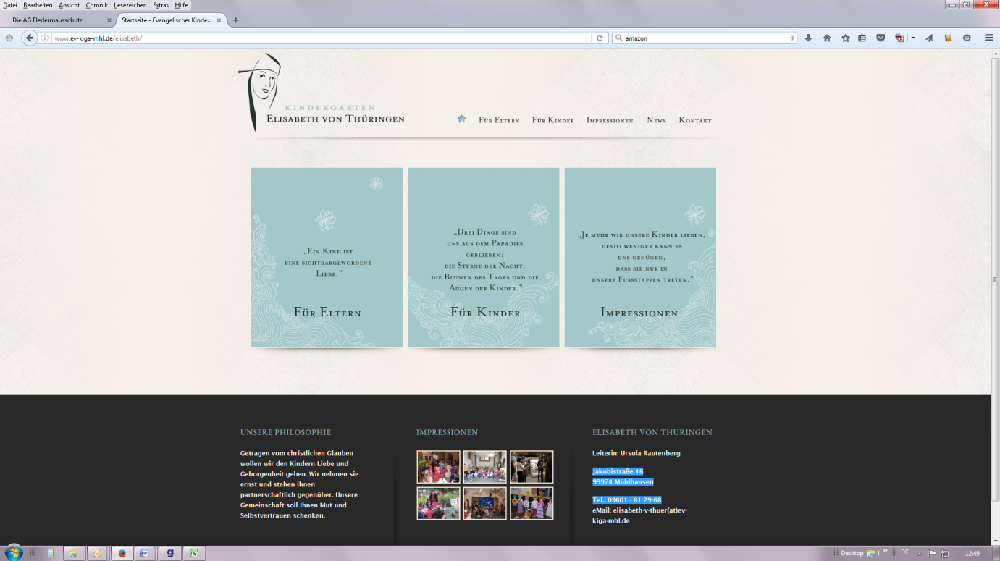 Datei Bearbeiten Ansicht Chronik Lesezeichen Extras Hilfe
Die AG Fledermausschutz
Startseite - Evangelischer Kinde...
www.ev-kiga-mhl.de/elisabeth/
amazon
KINDERGARTEN
ELISABETH VON THÜRINGEN
FÜR ELTERN FÜR KINDER IMPRESSIONEN NEWS KONTAKT
„EIN KIND IST
EINE SICHTBARGEWORDENE
LIEBE."
FÜR ELTERN
„DREI DINGE SIND
UNS AUS DEM PARADIES
GEBLIEBEN:
DIE STERNE DER NACHT,
DIE BLUMEN DES TAGES UND DIE
AUGEN DER KINDER."
FÜR KINDER
„JE MEHR WIR UNSERE KINDER LIEBEN,
DESTO WENIGER KANN ES
UNS GENÜGEN,
DASS SIE NUR IN
UNSERE FUSSSTAPFEN TRETEN."
IMPRESSIONEN
UNSERE PHILOSOPHIE
Getragen vom christlichen Glauben
wollen wir den Kindern Liebe und
Geborgenheit geben. Wir nehmen sie
ernst und stehen ihnen
partnerschaftlich gegenüber. Unsere
Gemeinschaft soll Ihnen Mut und
Selbstvertrauen schenken.
IMPRESSIONEN
ELISABETH VON THÜRINGEN
Leiterin: Ursula Rautenberg
Jakobistraße 16
99974 Mühlhausen
Tel.: 03601 - 81 29 68
eMail: elisabeth-v-thuer(at)ev-
kiga-mhl.de
Desktop
DE
12:49